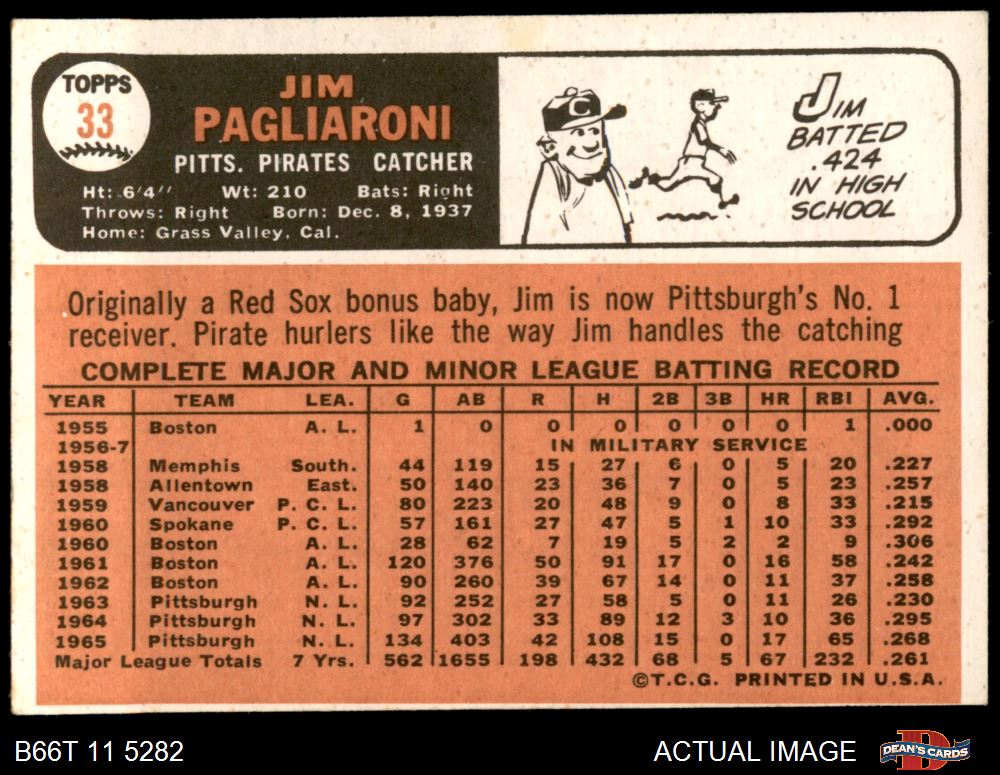 TOPPS
33
JIM
PAGLIARONI
PITTS. PIRATES CATCHER
Ht: 6'4" Wt: 210 Bats: Right
Throws: Right Born: Dec. 8, 1937
Home: Grass Valley, Cal.
C
JIM
BATTED
.424
IN HIGH
SCHOOL
Originally a Red Sox bonus baby, Jim is now Pittsburgh's No. 1
receiver. Pirate hurlers like the way Jim handles the catching
COMPLETE MAJOR AND MINOR LEAGUE BATTING RECORD
YEAR TEAM LEA. G AB R H 2B 3B HR RBI AVG.
1955 Boston A. L. 1 0 0 0 0 0 0 1 .000
1956-7 IN MILITARY SERVICE
1958 Memphis South. 44 119 15 27 6 0 5 20 .227
1958 Allentown East. 50 140 23 36 7 0 5 23 .257
1959 Vancouver P. C. L. 80 223 20 48 9 0 8 33 .215
1960 Spokane P. C. L. 57 161 27 47 5 1 10 33 .292
1960 Boston A. L. 28 62 7 19 5 2 2 9 .306
1961 Boston A. L. 120 376 50 91 17 0 16 58 .242
1962 Boston A. L. 90 260 39 67 14 0 11 37 .258
1963 Pittsburgh N. L. 92 252 27 58 5 0 11 26 .230
1964 Pittsburgh N. L. 97 302 33 89 12 3 10 36 .295
1965 Pittsburgh N. L. 134 403 42 108 15 0 17 65 .268
Major League Totals 7 Yrs. 562 1655 198 432 68 5 67 232 .261
©T.C.G. PRINTED IN U.S.A.
B66T 11 5282
ACTUAL IMAGE
DEAN'S CARDS